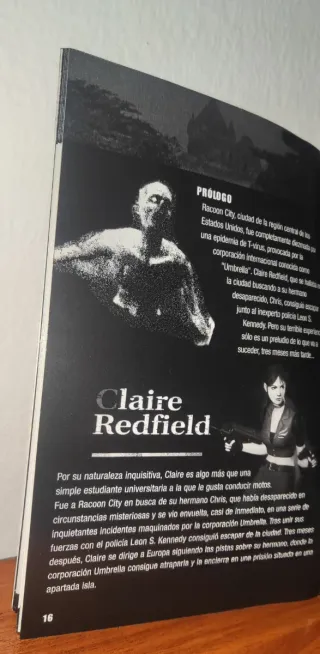 PRÓLOGO
Racoon City, ciudad de la región central de los
Estados Unidos, fue completamente diezmada por
una epidemia de T-virus, provocada por la
corporación internacional conocida como
"Umbrella". Claire Redfield, que se hallaba en
la ciudad buscando a su hermano
desaparecido, Chris, consiguió escapar
junto al inexperto policía Leon S.
Kennedy. Pero su terrible experiencia
sólo es un preludio de lo que va a
suceder, tres meses más tarde...
Claire
Redfield
Por su naturaleza inquisitiva, Claire es algo más que una
simple estudiante universitaria a la que le gusta conducir motos.
Fue a Racoon City en busca de su hermano Chris, que había desaparecido en
circunstancias misteriosas y se vio envuelta, casi de inmediato, en una serie de
inquietantes incidentes maquinados por la corporación Umbrella. Tras unir sus
fuerzas con el policía Leon S. Kennedy consiguió escapar de la ciudad. Tres meses
después, Claire se dirige a Europa siguiendo las pistas sobre su hermano, donde la
corporación Umbrella consigue atraparla y la encierra en una prisión situada en una
apartada isla.
16